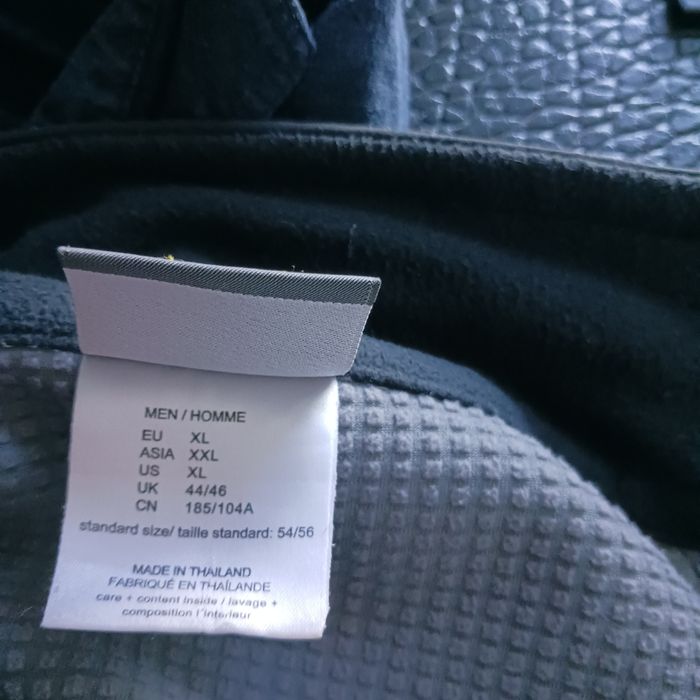 MEN / HOMME
EU XL
ASIA XXL
US XL
UK 44/46
CN 185/104A
standard size/ taille standard: 54/56
MADE IN THAILAND
FABRIQUÉ EN THAÏLANDE
care + content inside / lavage +
composition l'interieur